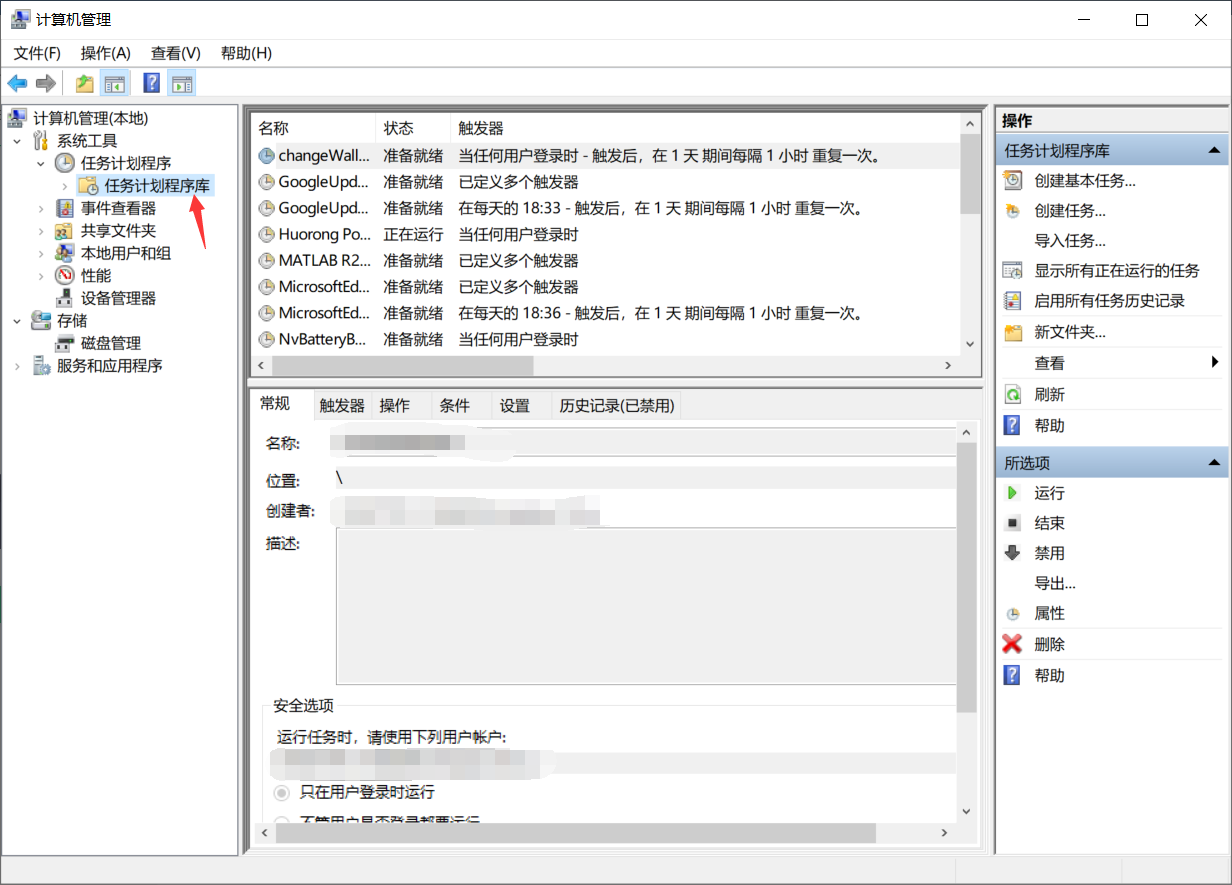 计算机管理
文件(F) 操作(A) 查看(V) 帮助(H)
计算机管理(本地)
系统工具
任务计划程序
任务计划程序库
事件查看器
共享文件夹
本地用户和组
性能
设备管理器
存储
磁盘管理
服务和应用程序
名称 状态 触发器
changeWall... 准备就绪 当任何用户登录时 - 触发后，在 1 天 期间每隔 1 小时 重复一次。
GoogleUpd... 准备就绪 已定义多个触发器
GoogleUpd... 准备就绪 在每天的 18:33 - 触发后，在 1 天 期间每隔 1 小时 重复一次。
Huorong Po... 正在运行 当任何用户登录时
MATLAB R2... 准备就绪 已定义多个触发器
MicrosoftEd... 准备就绪 已定义多个触发器
MicrosoftEd... 准备就绪 在每天的 18:36 - 触发后，在 1 天 期间每隔 1 小时 重复一次。
NvBatteryB... 准备就绪 当任何用户登录时
常规 触发器 操作 条件 设置 历史记录(已禁用)
名称:
位置: \
创建者:
描述:
安全选项
运行任务时，请使用下列用户帐户:
只在用户登录时运行
不管用户是否登录都要运行
操作
任务计划程序库
创建基本任务...
创建任务...
导入任务...
显示所有正在运行的任务
启用所有任务历史记录
新文件夹...
查看
刷新
帮助
所选项
运行
结束
禁用
导出...
属性
删除
帮助